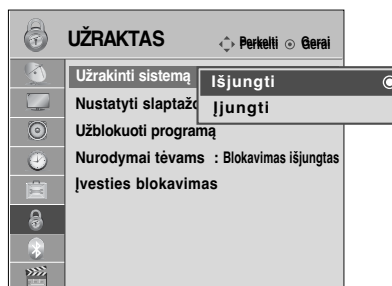 UŽRAKTAS Perkelti Gerai
Užrakinti sistemą
Išjungti
Įjungti
Nustatyti slaptažo
Užblokuoti programą
Nurodymai tėvams : Blokavimas išjungtas
Įvesties blokavimas